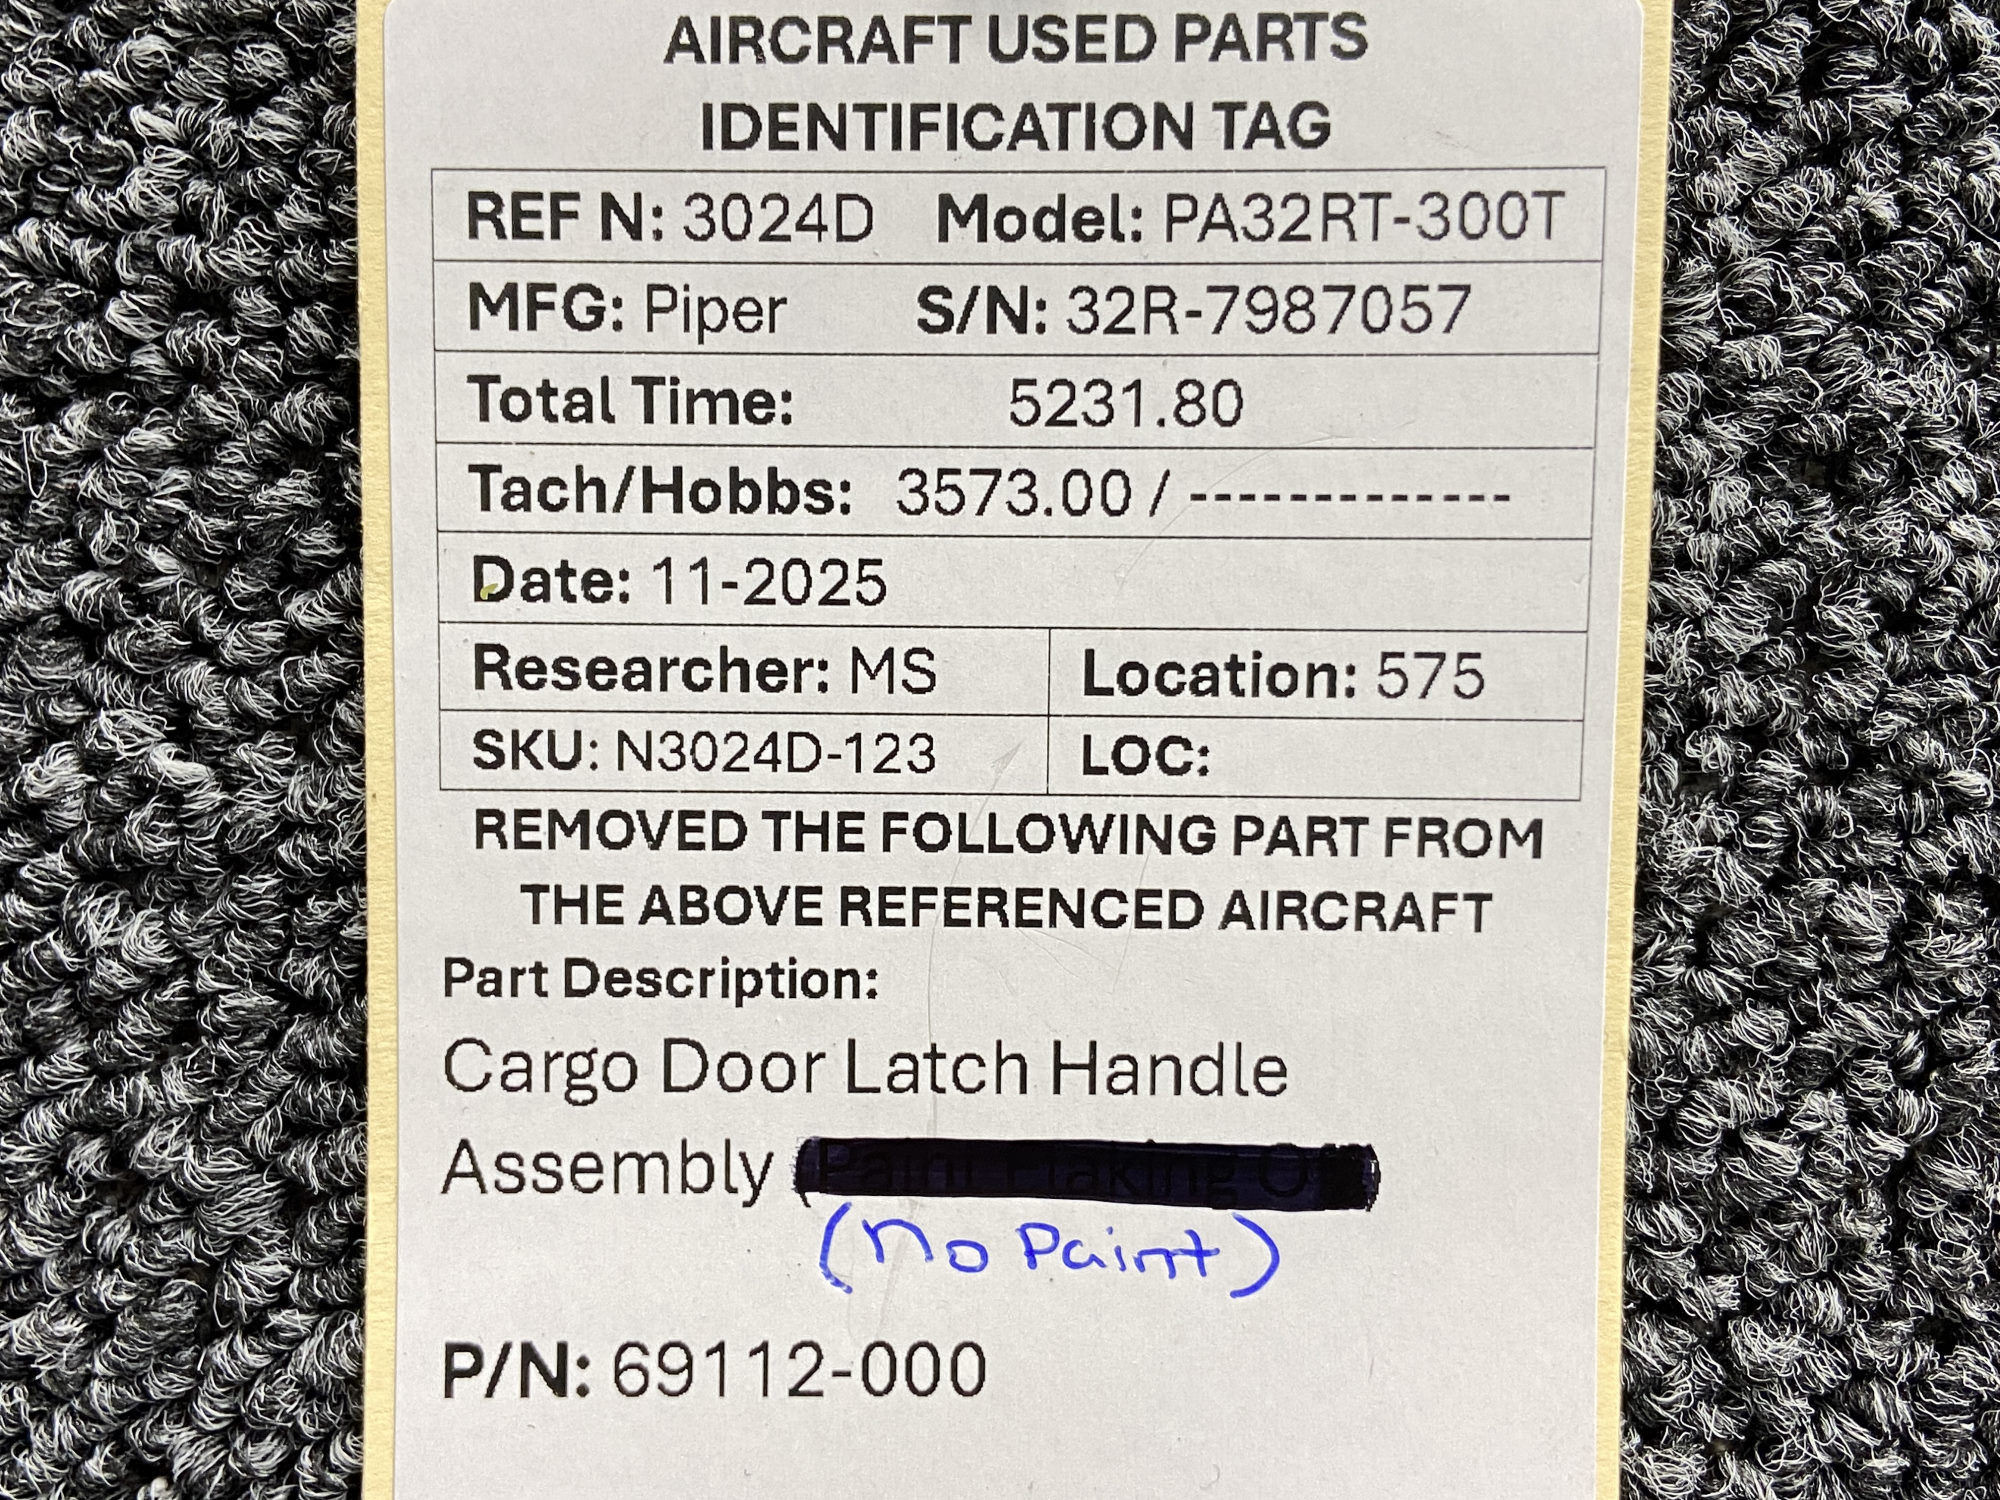 AIRCRAFT USED PARTS
IDENTIFICATION TAG
REF N: 3024D Model: PA32RT-300T
MFG: Piper S/N: 32R-7987057
Total Time: 5231.80
Tach/Hobbs: 3573.00 / -------------
Date: 11-2025
Researcher: MS Location: 575
SKU: N3024D-123 LOC:
REMOVED THE FOLLOWING PART FROM
THE ABOVE REFERENCED AIRCRAFT
Part Description:
Cargo Door Latch Handle
Assembly
(no Paint)
P/N: 69112-000